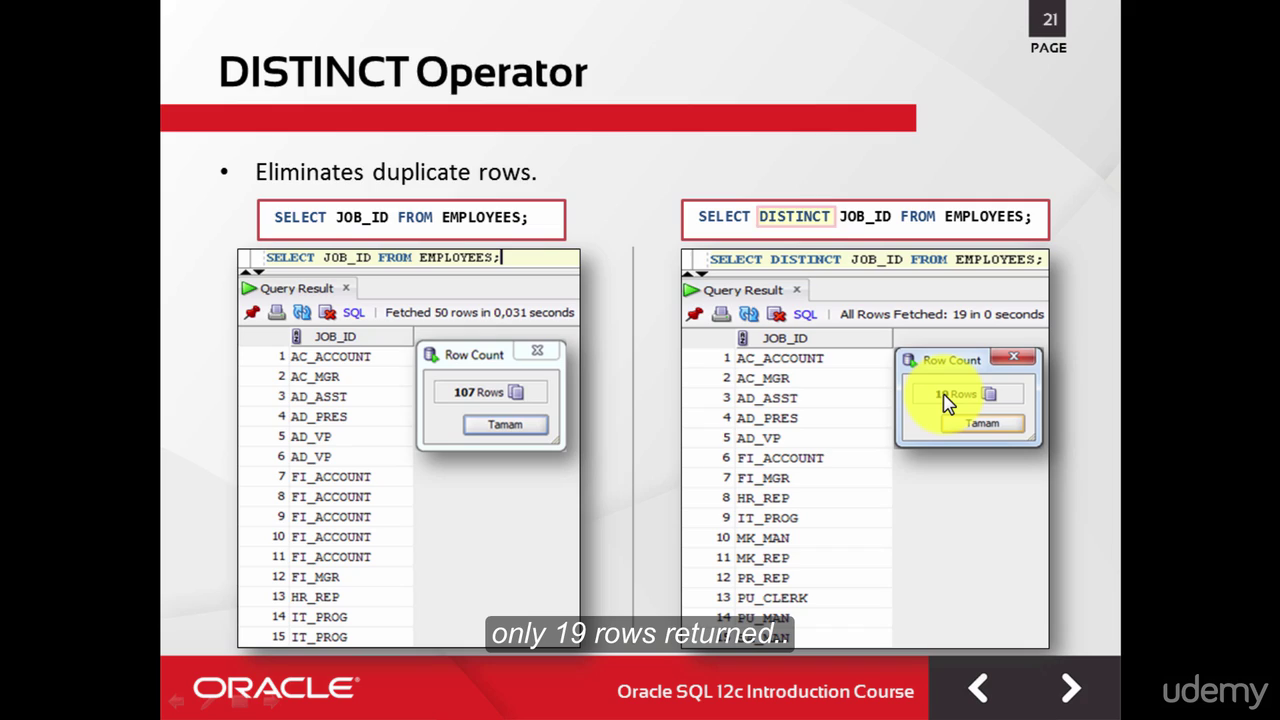 21
PAGE
DISTINCT Operator
• Eliminates duplicate rows.
SELECT JOB_ID FROM EMPLOYEES;
SELECT JOB_ID FROM EMPLOYEES;
Query Result
SQL | Fetched 50 rows in 0,031 seconds
JOB_ID
1 AC_ACCOUNT
2 AC_MGR
3 AD_ASST
4 AD_PRES
5 AD_VP
6 AD_VP
7 FI_ACCOUNT
8 FI_ACCOUNT
9 FI_ACCOUNT
10 FI_ACCOUNT
11 FI_ACCOUNT
12 FI_MGR
13 HR_REP
14 IT_PROG
15 IT_PROG
Row Count
107 Rows
Tamam
SELECT DISTINCT JOB_ID FROM EMPLOYEES;
SELECT DISTINCT JOB_ID FROM EMPLOYEES;
Query Result
SQL | All Rows Fetched: 19 in 0 seconds
JOB_ID
1 AC_ACCOUNT
2 AC_MGR
3 AD_ASST
4 AD_PRES
5 AD_VP
6 FI_ACCOUNT
7 FI_MGR
8 HR_REP
9 IT_PROG
10 MK_MAN
11 MK_REP
12 PR_REP
13 PU_CLERK
14 PU_MAN
Row Count
19 Rows
Tamam
only 19 rows returned..
ORACLE®
Oracle SQL 12c Introduction Course
udemy